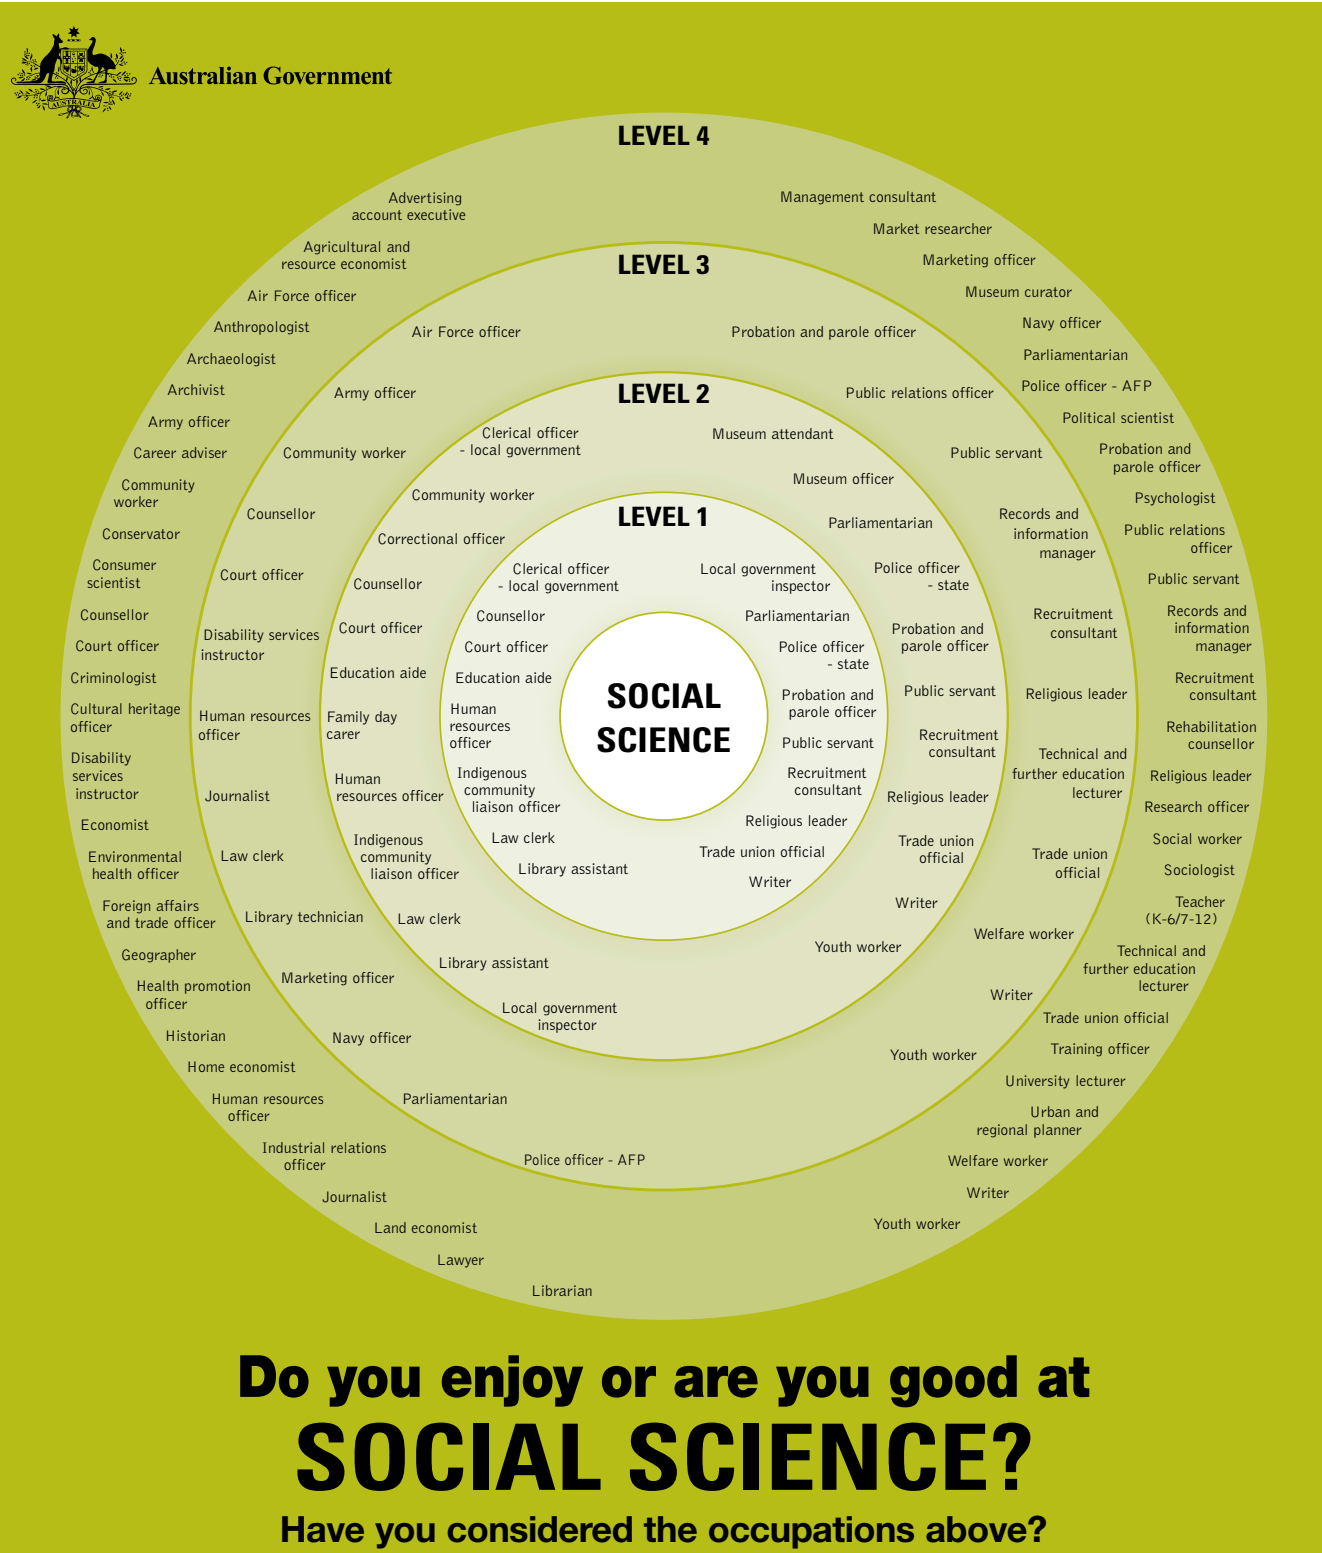 AUSTRALIA
Australian Government
LEVEL 4
Advertising
account executive
Agricultural and
resource economist
Air Force officer
Anthropologist
Archaeologist
Archivist
Army officer
Career adviser
Community
worker
Conservator
Consumer
scientist
Counsellor
Court officer
Criminologist
Cultural heritage
officer
Disability
services
instructor
Economist
Environmental
health officer
Foreign affairs
and trade officer
Geographer
Health promotion
officer
Historian
Home economist
Human resources
officer
Industrial relations
officer
Journalist
Land economist
Lawyer
Librarian
Management consultant
Market researcher
Marketing officer
Museum curator
Navy officer
Parliamentarian
Police officer - AFP
Political scientist
Probation and
parole officer
Psychologist
Public relations
officer
Public servant
Records and
information
manager
Recruitment
consultant
Rehabilitation
counsellor
Religious leader
Research officer
Social worker
Sociologist
Teacher
(K-6/7-12)
Technical and
further education
lecturer
Trade union official
Training officer
University lecturer
Urban and
regional planner
Welfare worker
Writer
Youth worker
LEVEL 3
Air Force officer
Army officer
Community worker
Counsellor
Court officer
Disability services
instructor
Human resources
officer
Journalist
Law clerk
Library technician
Marketing officer
Navy officer
Parliamentarian
Police officer - AFP
Probation and parole officer
Public relations officer
Public servant
Records and
information
manager
Recruitment
consultant
Religious leader
Technical and
further education
lecturer
Trade union
official
Welfare worker
Writer
Youth worker
LEVEL 2
Clerical officer
- local government
Community worker
Correctional officer
Counsellor
Court officer
Education aide
Family day
carer
Human
resources officer
Indigenous
community
liaison officer
Law clerk
Library assistant
Local government
inspector
Museum attendant
Museum officer
Parliamentarian
Police officer
- state
Probation and
parole officer
Public servant
Recruitment
consultant
Religious leader
Trade union
official
Writer
Youth worker
LEVEL 1
Clerical officer
- local government
Counsellor
Court officer
Education aide
Human
resources
officer
Indigenous
community
liaison officer
Law clerk
Library assistant
Local government
inspector
Parliamentarian
Police officer
- state
Probation and
parole officer
Public servant
Recruitment
consultant
Religious leader
Trade union official
Writer
SOCIAL
SCIENCE
Do you enjoy or are you good at
SOCIAL SCIENCE?
Have you considered the occupations above?